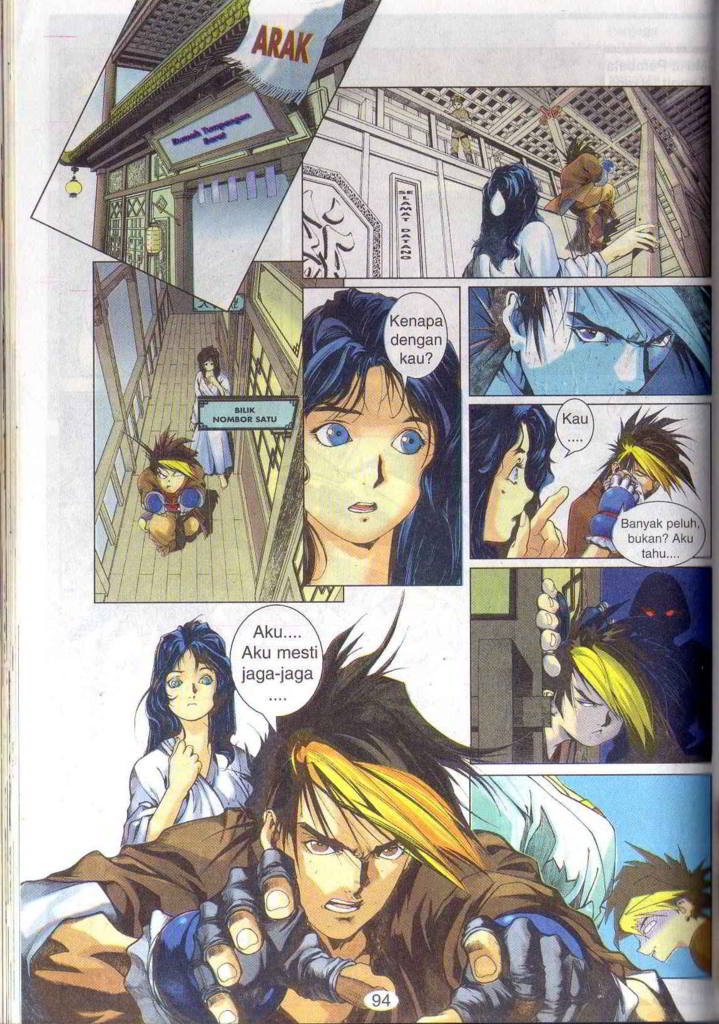 ARAK
Rumah Tumpangan
Barat
SELAMAT DATANG
BILIK
NOMBOR SATU
Kenapa
dengan
kau?
Kau
....
Banyak peluh,
bukan? Aku
tahu....
Aku....
Aku mesti
jaga-jaga
....
94